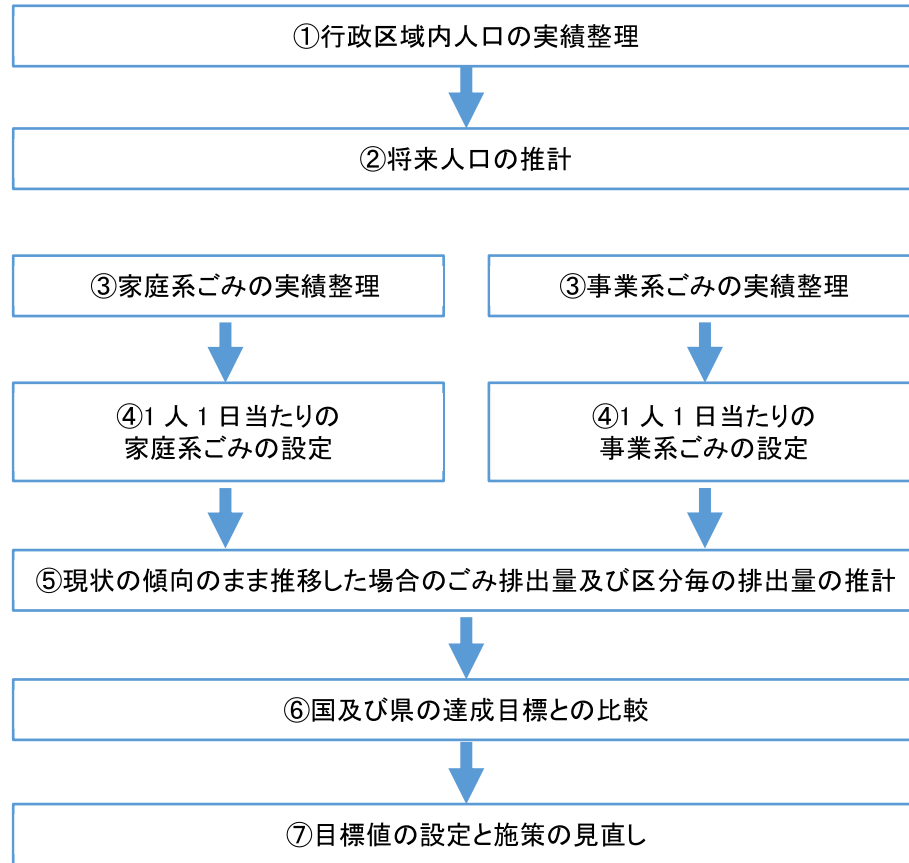 ①行政区域内人口の実績整理
②将来人口の推計
③家庭系ごみの実績整理
③事業系ごみの実績整理
④1人1日当たりの
家庭系ごみの設定
④1人1日当たりの
事業系ごみの設定
⑤現状の傾向のまま推移した場合のごみ排出量及び区分毎の排出量の推計
⑥国及び県の達成目標との比較
⑦目標値の設定と施策の見直し